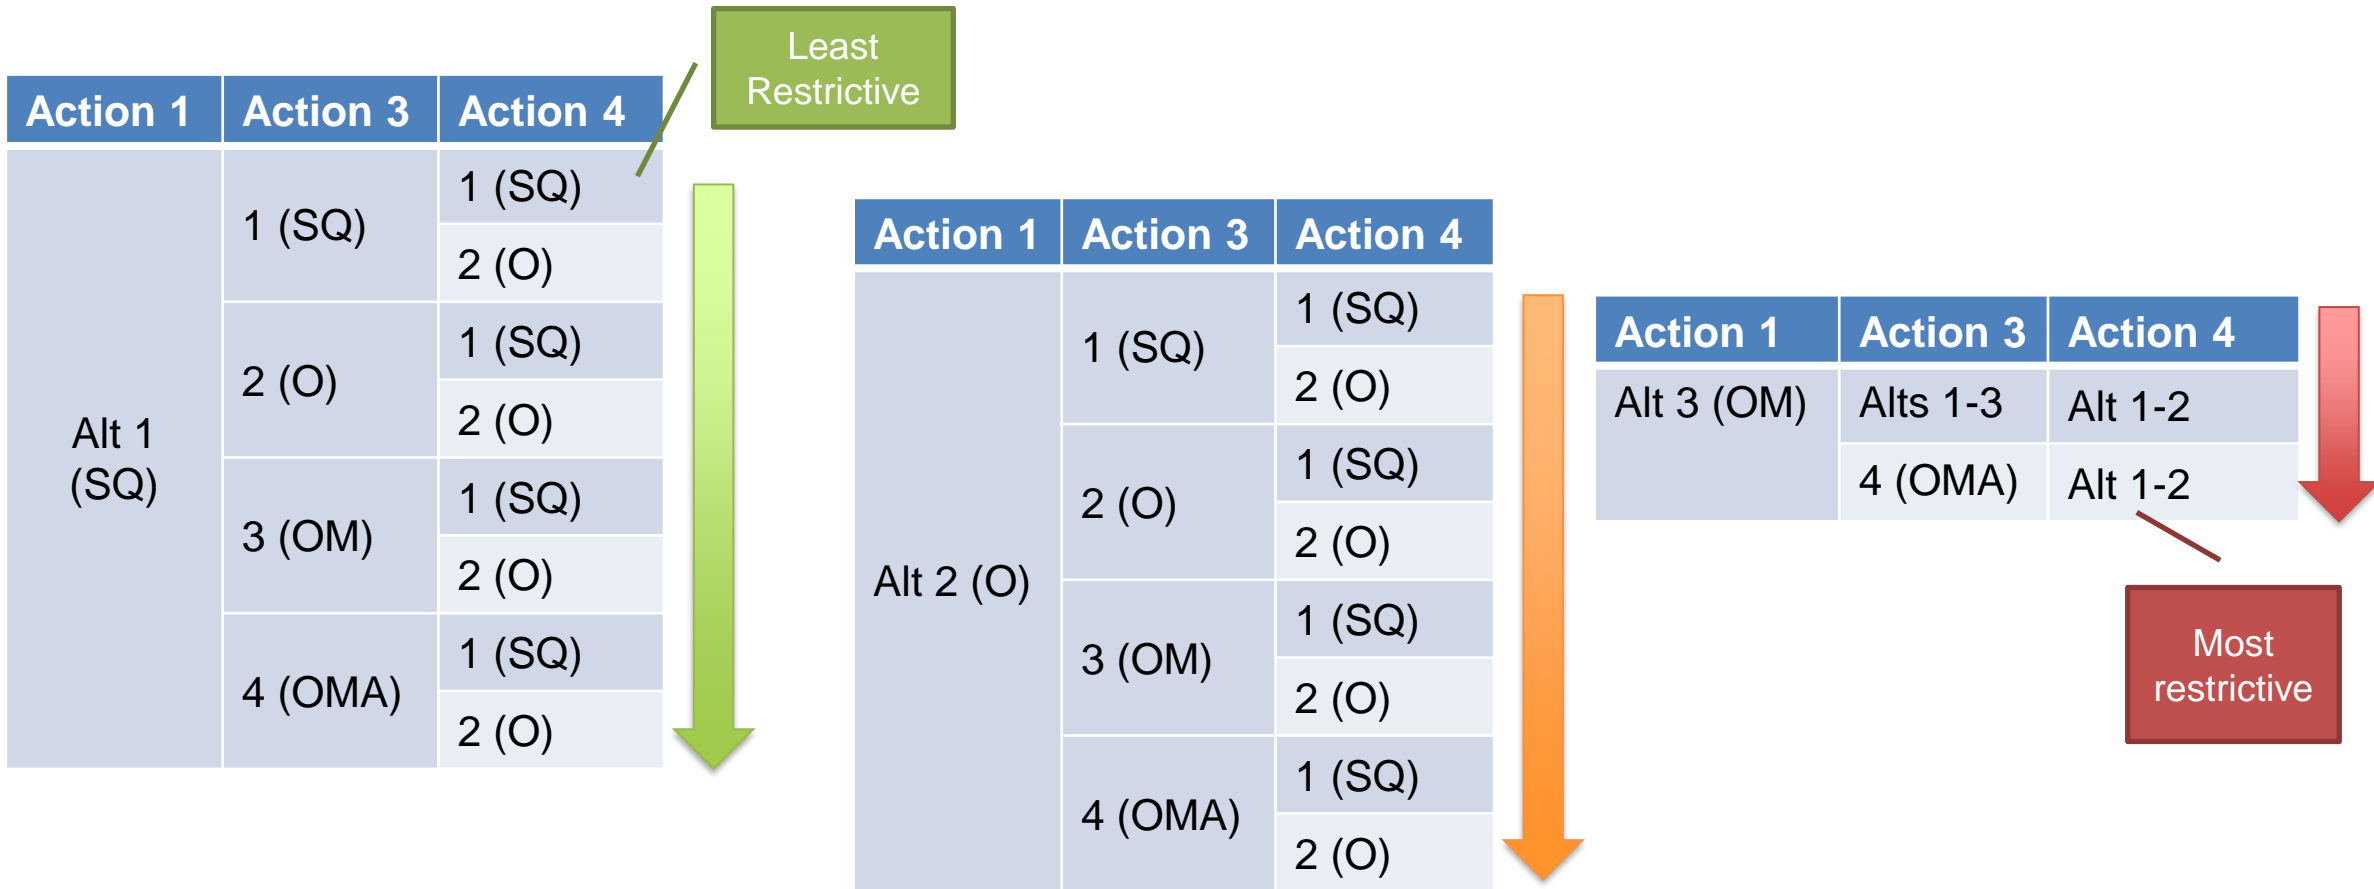 Least
Restrictive
Action 1 Action 3 Action 4
Alt 1
(SQ)
1 (SQ) 1 (SQ)
2 (O)
2 (O) 1 (SQ)
2 (O)
3 (OM) 1 (SQ)
2 (O)
4 (OMA) 1 (SQ)
2 (O)
Action 1 Action 3 Action 4
Alt 2 (O)
1 (SQ) 1 (SQ)
2 (O)
2 (O) 1 (SQ)
2 (O)
3 (OM) 1 (SQ)
2 (O)
4 (OMA) 1 (SQ)
2 (O)
Action 1 Action 3 Action 4
Alt 3 (OM) Alts 1-3 Alt 1-2
4 (OMA) Alt 1-2
Most
restrictive